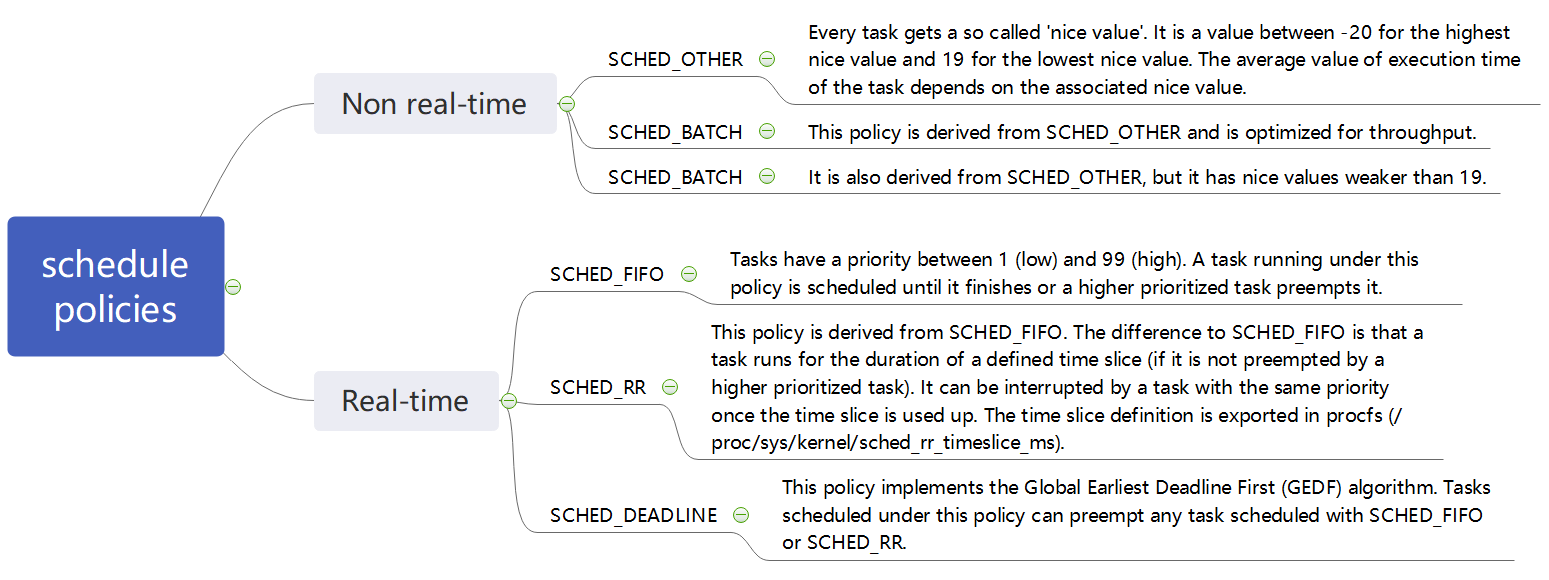 schedule
policies
Non real-time
SCHED_OTHER
Every task gets a so called 'nice value'. It is a value between -20 for the highest
nice value and 19 for the lowest nice value. The average value of execution time
of the task depends on the associated nice value.
SCHED_BATCH
This policy is derived from SCHED_OTHER and is optimized for throughput.
SCHED_BATCH
It is also derived from SCHED_OTHER, but it has nice values weaker than 19.
Real-time
SCHED_FIFO
Tasks have a priority between 1 (low) and 99 (high). A task running under this
policy is scheduled until it finishes or a higher prioritized task preempts it.
SCHED_RR
This policy is derived from SCHED_FIFO. The difference to SCHED_FIFO is that a
task runs for the duration of a defined time slice (if it is not preempted by a
higher prioritized task). It can be interrupted by a task with the same priority
once the time slice is used up. The time slice definition is exported in procfs (/
proc/sys/kernel/sched_rr_timeslice_ms).
SCHED_DEADLINE
This policy implements the Global Earliest Deadline First (GEDF) algorithm. Tasks
scheduled under this policy can preempt any task scheduled with SCHED_FIFO
or SCHED_RR.